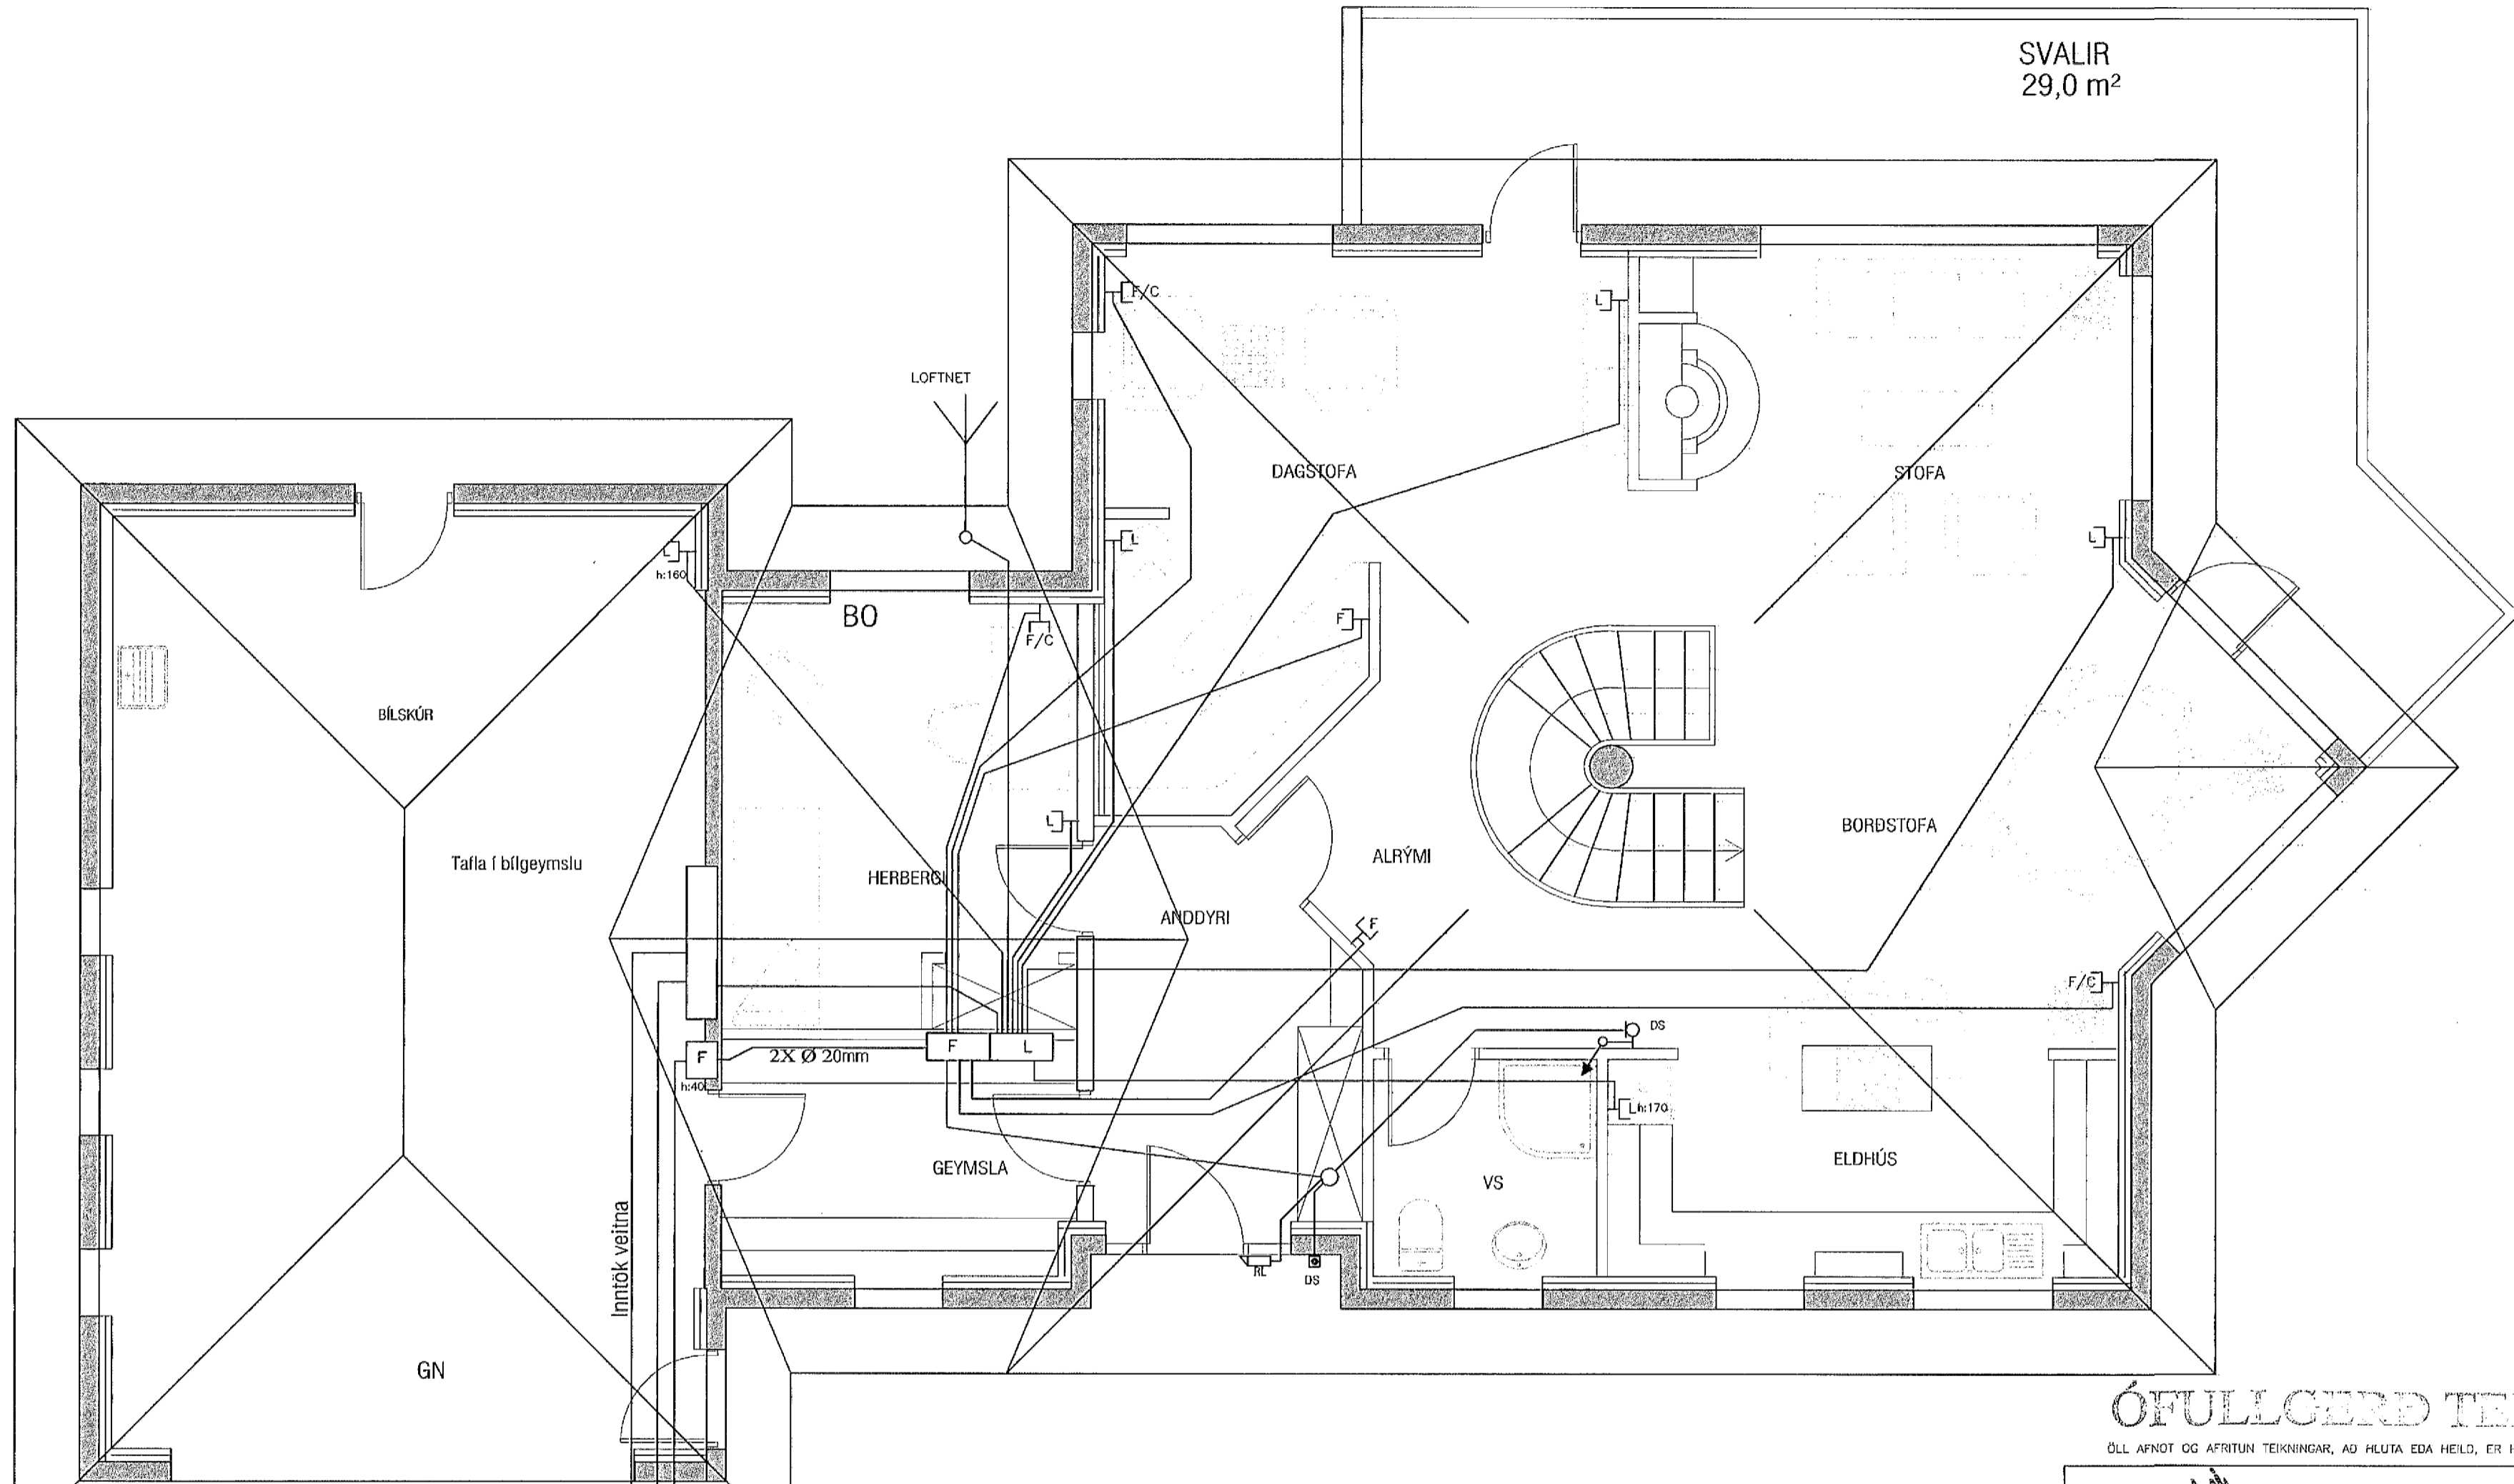 SVALIR
29,0 m²
F/C
L
LOFTNET
DAGSTOFA
STOFA
L
L
L
h:160
BO
F/C
F
BÍLSKÚR
L
BORÐSTOFA
ALRÝMI
Tafla í bílgeymslu
HERBERGI
ANDDYRI
F
F/C
F
h:40
2X Ø 20mm
F
L
DS
L h:170
GEYMSLA
VS
ELDHÚS
Inntök veitna
RL
DS
GN
ÓFULLGERÐ TE
ÖLL AFNOT OG AFRITUN TEIKNINGAR, AÐ HLUTA EÐA HEILD, ER